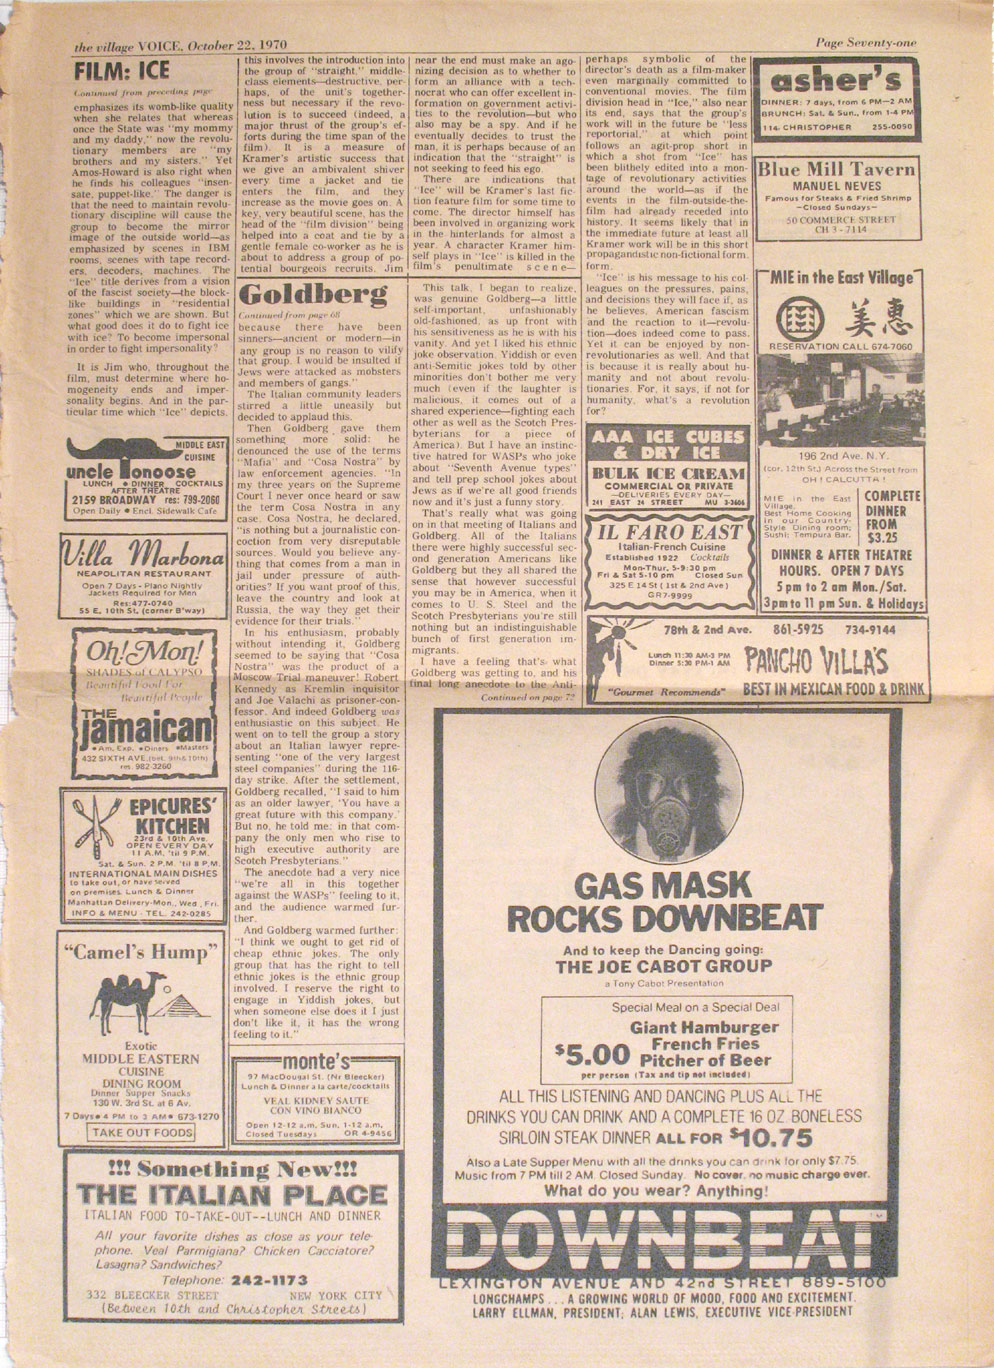 the village VOICE, October 22, 1970
Page Seventy-one
FILM: ICE
Continued from preceding page
emphasizes its womb-like quality
when she relates that whereas
once the State was "my mommy
and my daddy," now the revolu-
tionary members are "my
brothers and my sisters." Yet
Amos-Howard is also right when
he finds his colleagues "insen-
sate, puppet-like." The danger is
that the need to maintain revolu-
tionary discipline will cause the
group to become the mirror
image of the outside world—as
emphasized by scenes in IBM
rooms, scenes with tape record-
ers, decoders, machines. The
"Ice" title derives from a vision
of the fascist society—the block-
like buildings in "residential
zones" which we are shown. But
what good does it do to fight ice
with ice? To become impersonal
in order to fight impersonality?
It is Jim who, throughout the
film, must determine where ho-
mogeneity ends and imper-
sonality begins. And in the par-
ticular time which "Ice" depicts,
this involves the introduction into
the group of "straight," middle-
class elements—destructive, per-
haps, of the unit's together-
ness but necessary if the revo-
lution is to succeed (indeed, a
major thrust of the group's ef-
forts during the time span of the
film). It is a measure of
Kramer's artistic success that
we give an ambivalent shiver
every time a jacket and tie
enters the film, and they
increase as the movie goes on. A
key, very beautiful scene, has the
head of the "film division" being
helped into a coat and tie by a
gentle female co-worker as he is
about to address a group of po-
tential bourgeois recruits. Jim
near the end must make an ago-
nizing decision as to whether to
form an alliance with a tech-
nocrat who can offer excellent in-
formation on government activi-
ties to the revolution—but who
also may be a spy. And if he
eventually decides to trust the
man, it is perhaps because of an
indication that the "straight" is
not seeking to feed his ego.
There are indications that
"Ice" will be Kramer's last fic-
tion feature film for some time to
come. The director himself has
been involved in organizing work
in the hinterlands for almost a
year. A character Kramer him-
self plays in "Ice" is killed in the
film's penultimate scene—
perhaps symbolic of the
director's death as a film-maker
even marginally committed to
conventional movies. The film
division head in "Ice," also near
its end, says that the group's
work will in the future be "less
reportorial," at which point
follows an agit-prop short in
which a shot from "Ice" has
been blithely edited into a mon-
tage of revolutionary activities
around the world—as if the
events in the film-outside-the-
film had already receded into
history. It seems likely that in
the immediate future at least all
Kramer work will be in this short
propagandistic non-fictional form.
form.
"Ice" is his message to his col-
leagues on the pressures, pains,
and decisions they will face if, as
he believes, American fascism
and the reaction to it—revolu-
tion—does indeed come to pass.
Yet it can be enjoyed by non-
revolutionaries as well. And that
is because it is really about hu-
manity and not about revolu-
tionaries. For, it says, if not for
humanity, what's a revolution
for?
Goldberg
Continued from page 68
because there have been
sinners—ancient or modern—in
any group is no reason to vilify
that group. I would be insulted if
Jews were attacked as mobsters
and members of gangs."
The Italian community leaders
stirred a little uneasily but
decided to applaud this.
Then Goldberg gave them
something more solid: he
denounced the use of the terms
"Mafia" and "Cosa Nostra" by
law enforcement agencies. "In
my three years on the Supreme
Court I never once heard or saw
the term Cosa Nostra in any
case. Cosa Nostra, he declared,
"is nothing but a journalistic con-
coction from very disreputable
sources. Would you believe any-
thing that comes from a man in
jail under pressure of auth-
orities? If you want proof of this,
leave the country and look at
Russia, the way they get their
evidence for their trials."
In his enthusiasm, probably
without intending it, Goldberg
seemed to be saying that "Cosa
Nostra" was the product of a
Moscow Trial maneuver! Robert
Kennedy as Kremlin inquisitor
and Joe Valachi as prisoner-con-
fessor. And indeed Goldberg was
enthusiastic on this subject. He
went on to tell the group a story
about an Italian lawyer repre-
senting "one of the very largest
steel companies" during the 116-
day strike. After the settlement,
Goldberg recalled, "I said to him
as an older lawyer, 'You have a
great future with this company.'
But no, he told me: in that com-
pany the only men who rise to
high executive authority are
Scotch Presbyterians."
The anecdote had a very nice
"we're all in this together
against the WASPs" feeling to it,
and the audience warmed fur-
ther.
And Goldberg warmed further:
"I think we ought to get rid of
cheap ethnic jokes. The only
group that has the right to tell
ethnic jokes is the ethnic group
involved. I reserve the right to
engage in Yiddish jokes, but
when someone else does it I just
don't like it, it has the wrong
feeling to it."
This talk, I began to realize,
was genuine Goldberg—a little
self-important, unfashionably
old-fashioned, as up front with
his sensitiveness as he is with his
vanity. And yet I liked his ethnic
joke observation. Yiddish or even
anti-Semitic jokes told by other
minorities don't bother me very
much (even if the laughter is
malicious, it comes out of a
shared experience—fighting each
other as well as the Scotch Pres-
byterians for a piece of
America). But I have an instinc-
tive hatred for WASPs who joke
about "Seventh Avenue types"
and tell prep school jokes about
Jews as if we're all good friends
now and it's just a funny story.
That's really what was going
on in that meeting of Italians and
Goldberg. All of the Italians
there were highly successful sec-
ond generation Americans like
Goldberg but they all shared the
sense that however successful
you may be in America, when it
comes to U. S. Steel and the
Scotch Presbyterians you're still
nothing but an indistinguishable
bunch of first generation im-
migrants.
I have a feeling that's what
Goldberg was getting to, and his
final long anecdote to the Anti-
Continued on page 72
asher's
DINNER: 7 days, from 6 PM—2 AM
BRUNCH: Sat. & Sun., from 1-4 PM
114 CHRISTOPHER 255-0090
Blue Mill Tavern
MANUEL NEVES
Famous for Steaks & Fried Shrimp
—Closed Sundays—
50 COMMERCE STREET
CH 3 - 7114
MIE in the East Village
美恵
RESERVATION CALL 674-7060
196 2nd Ave. N.Y.
(cor. 12th St.) Across the Street from
OH! CALCUTTA!
MIE in the East
Village.
Best Home Cooking
in our Country-
Style Dining room;
Sushi; Tempura Bar.
COMPLETE
DINNER
FROM
$3.25
DINNER & AFTER THEATRE
HOURS. OPEN 7 DAYS
5 pm to 2 am Mon./Sat.
3pm to 11 pm Sun. & Holidays
AAA ICE CUBES
& DRY ICE
BULK ICE CREAM
COMMERCIAL OR PRIVATE
—DELIVERIES EVERY DAY—
241 EAST 24 STREET MU 3-3606
IL FARO EAST
Italian-French Cuisine
Established 1922 Cocktails
Mon-Thur, 5-9:30 pm
Fri & Sat 5-10 pm Closed Sun
325 E 14 St (1st & 2nd Ave)
GR7-9999
78th & 2nd Ave. 861-5925 734-9144
Lunch 11:30 AM-3 PM
Dinner 5:30 PM-1 AM
PANCHO VILLA'S
"Gourmet Recommends"
BEST IN MEXICAN FOOD & DRINK
MIDDLE EAST
CUISINE
uncle Tonoose
LUNCH • DINNER COCKTAILS
AFTER THEATRE
2159 BROADWAY res: 799-2060
Open Daily • Encl. Sidewalk Cafe
Villa Marbona
NEAPOLITAN RESTAURANT
Open 7 Days - Piano Nightly
Jackets Required for Men
Res: 477-0740
55 E. 10th St. (corner B'way)
Oh! Mon!
SHADES of CALYPSO
Beautiful Food For
Beautiful People
THE
Jamaican
• Am. Exp. • Diners • Masters
432 SIXTH AVE. (bet. 9th & 10th)
res. 982-3260
EPICURES'
KITCHEN
23rd & 10th Ave.
OPEN EVERY DAY
11 A.M. 'til 9 P.M.
Sat. & Sun. 2 P.M. 'til 8 P.M.
INTERNATIONAL MAIN DISHES
to take out, or have served
on premises. Lunch & Dinner
Manhattan Delivery-Mon., Wed., Fri.
INFO & MENU - TEL. 242-0285
"Camel's Hump"
Exotic
MIDDLE EASTERN
CUISINE
DINING ROOM
Dinner Supper Snacks
130 W. 3rd St. at 6 Av.
7 Days • 4 PM to 3 AM • 673-1270
TAKE OUT FOODS
monte's
97 MacDougal St. (Nr Bleecker)
Lunch & Dinner a la carte/cocktails
VEAL KIDNEY SAUTE
CON VINO BIANCO
Open 12-12 a.m. Sun, 1-12 a.m,
Closed Tuesdays OR 4-9456
!!! Something New!!!
THE ITALIAN PLACE
ITALIAN FOOD TO-TAKE-OUT--LUNCH AND DINNER
All your favorite dishes as close as your tele-
phone. Veal Parmigiana? Chicken Cacciatore?
Lasagna? Sandwiches?
Telephone: 242-1173
332 BLEECKER STREET NEW YORK CITY
(Between 10th and Christopher Streets)
GAS MASK
ROCKS DOWNBEAT
And to keep the Dancing going:
THE JOE CABOT GROUP
a Tony Cabot Presentation
Special Meal on a Special Deal
$5.00
Giant Hamburger
French Fries
Pitcher of Beer
per person (Tax and tip not included)
ALL THIS LISTENING AND DANCING PLUS ALL THE
DRINKS YOU CAN DRINK AND A COMPLETE 16 OZ. BONELESS
SIRLOIN STEAK DINNER ALL FOR $10.75
Also a Late Supper Menu with all the drinks you can drink for only $7.75.
Music from 7 PM till 2 AM. Closed Sunday. No cover, no music charge ever.
What do you wear? Anything!
DOWNBEAT
LEXINGTON AVENUE AND 42nd STREET 889-5100
LONGCHAMPS . . . A GROWING WORLD OF MOOD, FOOD AND EXCITEMENT.
LARRY ELLMAN, PRESIDENT; ALAN LEWIS, EXECUTIVE VICE-PRESIDENT